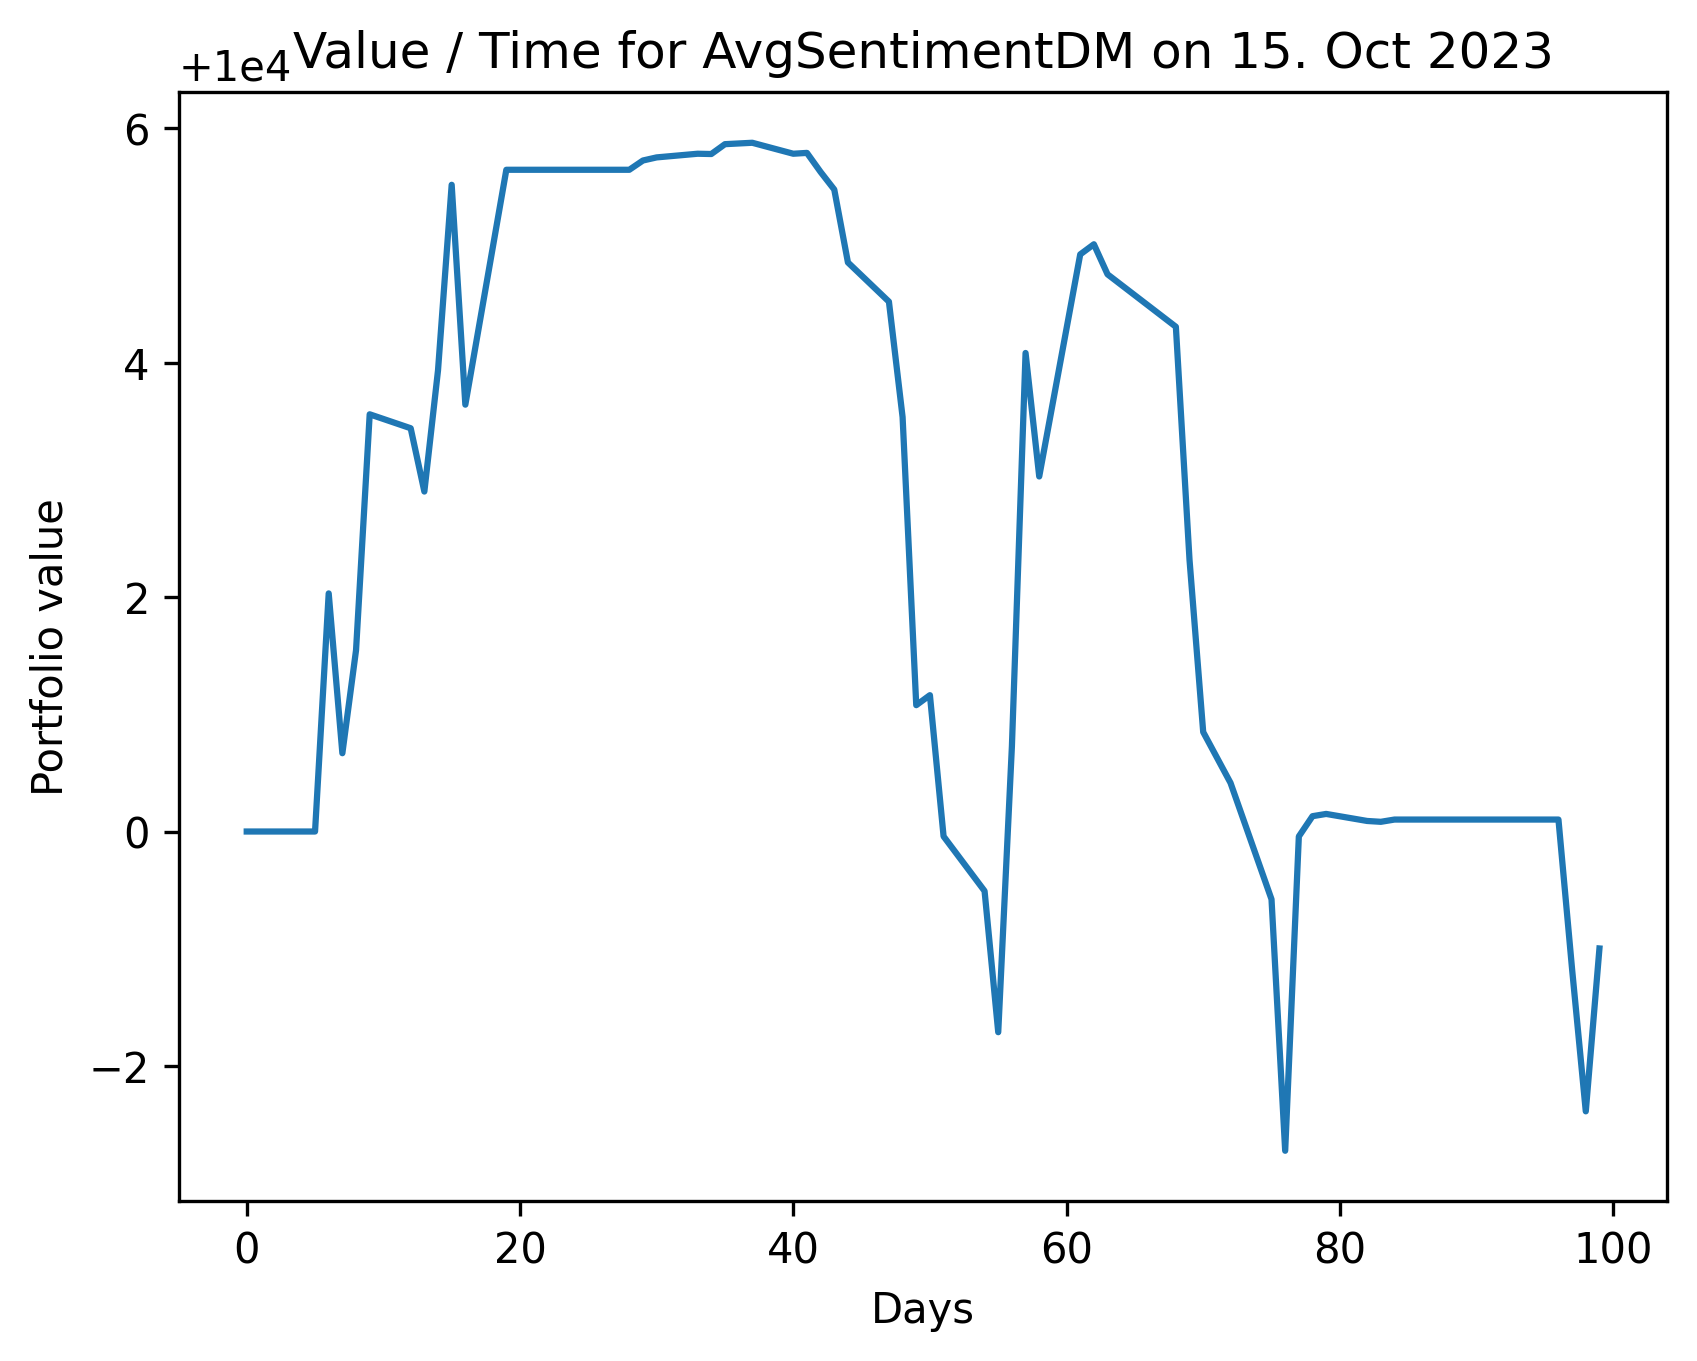 Value / Time for AvgSentimentDM on 15. Oct 2023
+1e4
6
4
2
0
−2
Portfolio value
0 20 40 60 80 100
Days